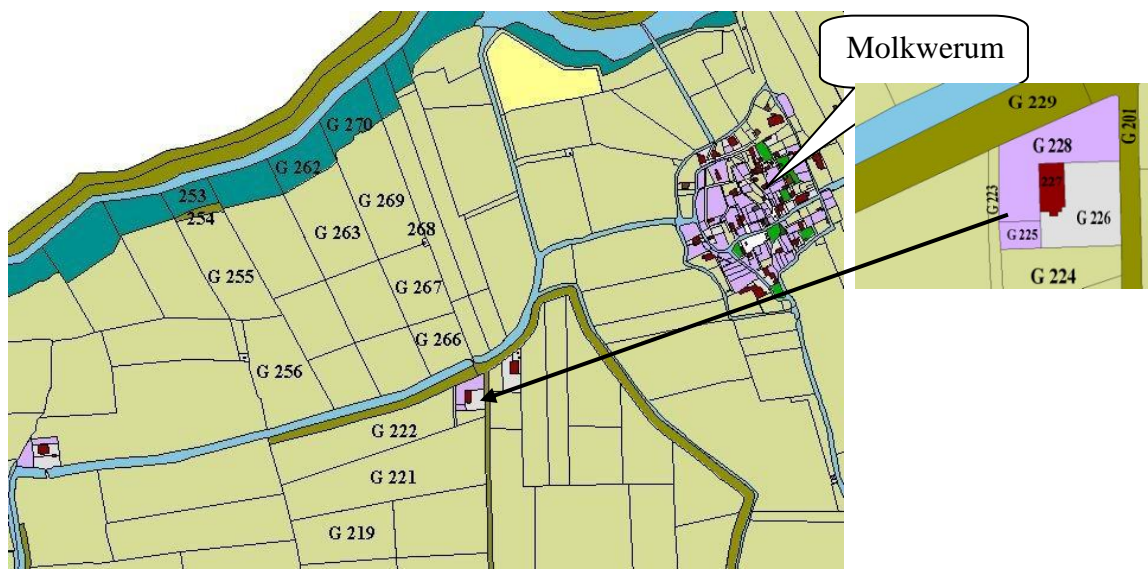 Molkwerum
G 270
G 262
253
254
G 269
268
G 263
G 255
G 267
G 266
G 256
G 222
G 221
G 219
G 229
G 201
G 228
227
G 223
G 226
G 225
G 224